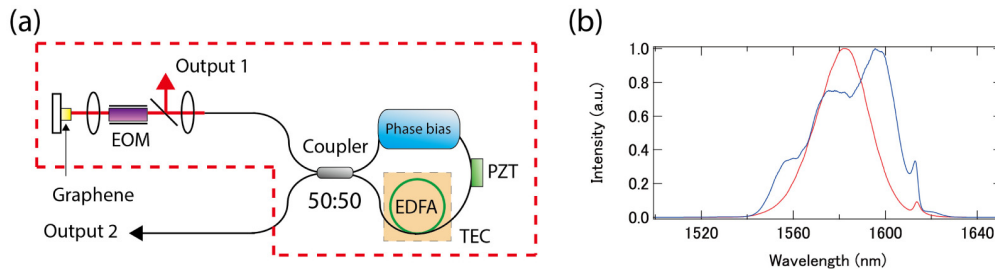 (a)
Output 1
EOM
Graphene
Coupler
50:50
Phase bias
PZT
EDFA
TEC
Output 2
(b)
Intensity (a.u.)
1.0
0.8
0.6
0.4
0.2
0.0
1520 1560 1600 1640
Wavelength (nm)